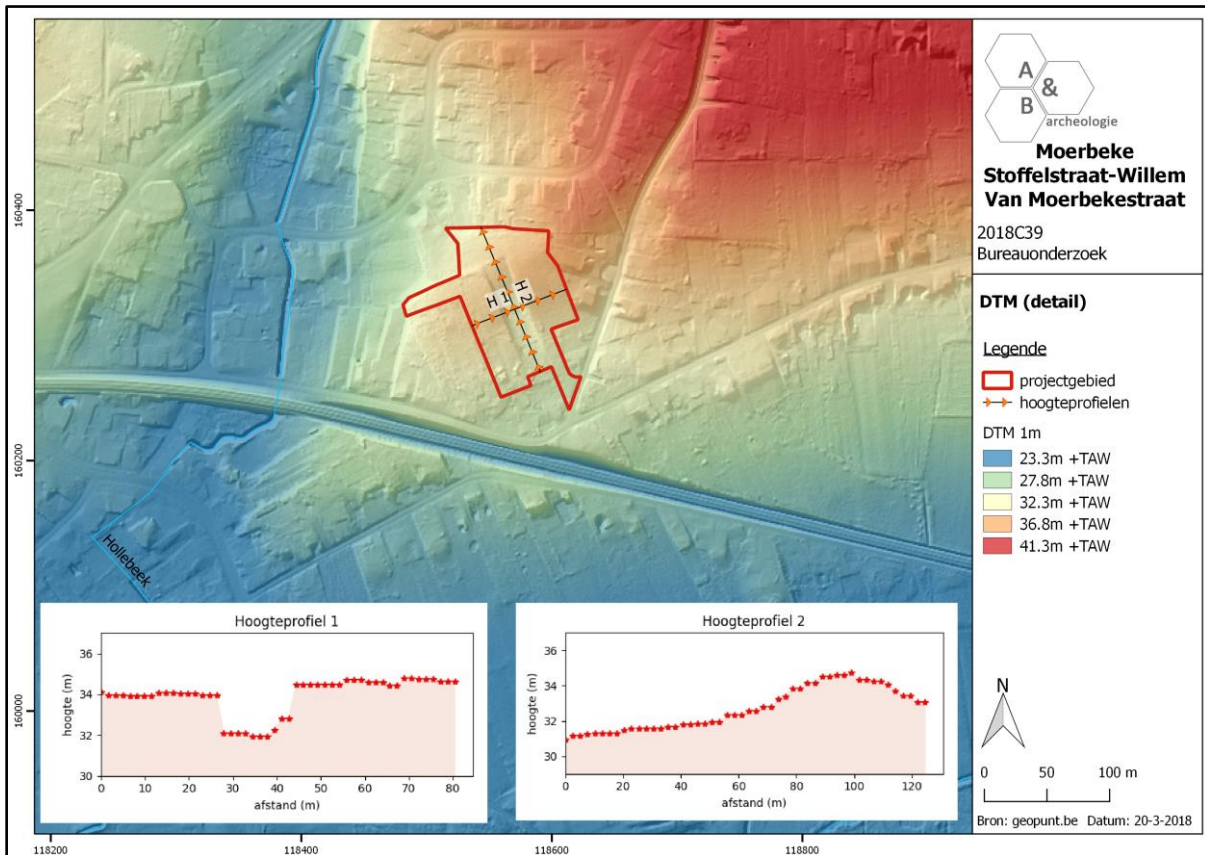 160400
160200
160000
118200
118400
118600
118800
H 1
H 2
Hollebeek
Hoogteprofiel 1
hoogte (m)
36
34
32
30
0 10 20 30 40 50 60 70 80
afstand (m)
Hoogteprofiel 2
hoogte (m)
36
34
32
30
0 20 40 60 80 100 120
afstand (m)
A
&
B
archeologie
Moerbeke
Stoffelstraat-Willem
Van Moerbekestraat
2018C39
Bureauonderzoek
DTM (detail)
Legende
projectgebied
hoogteprofielen
DTM 1m
23.3m +TAW
27.8m +TAW
32.3m +TAW
36.8m +TAW
41.3m +TAW
N
0 50 100 m
Bron: geopunt.be Datum: 20-3-2018